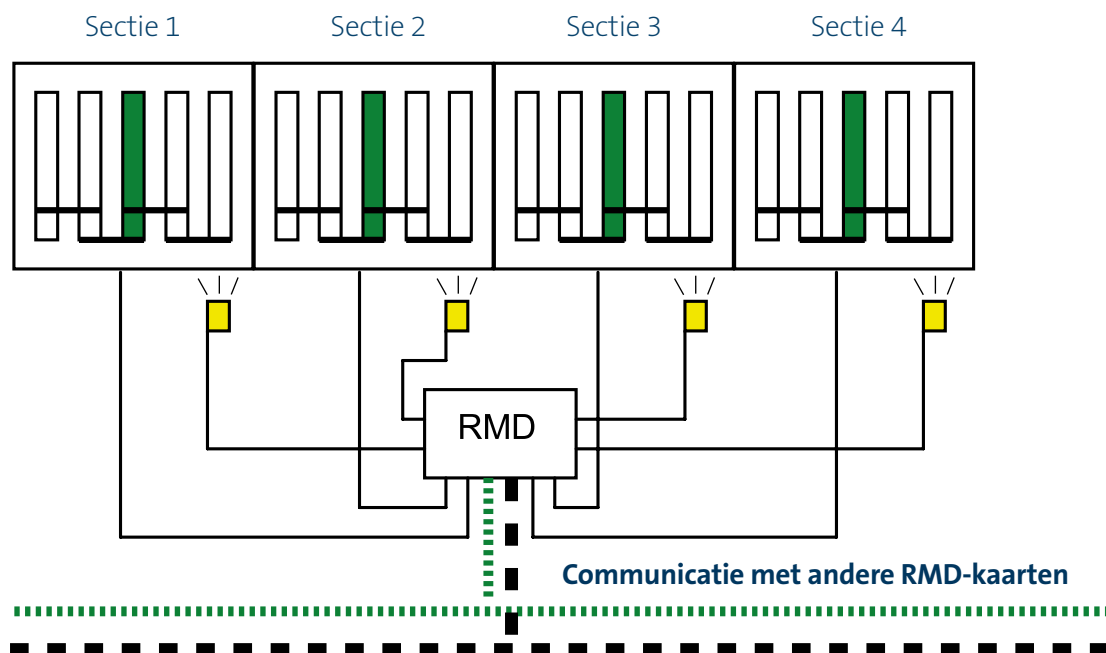 Sectie 1
Sectie 2
Sectie 3
Sectie 4
RMD
Communicatie met andere RMD-kaarten